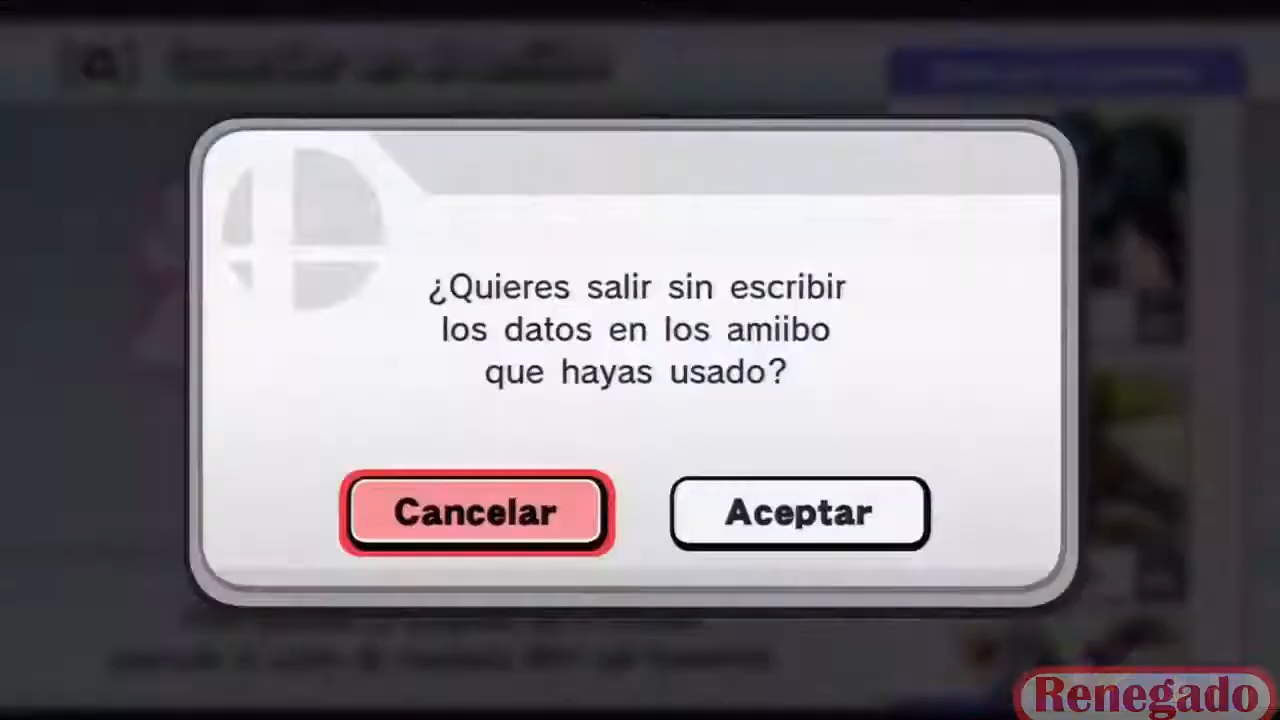 ¿Quieres salir sin escribir
los datos en los amiibo
que hayas usado?
Cancelar
Aceptar
Renegado